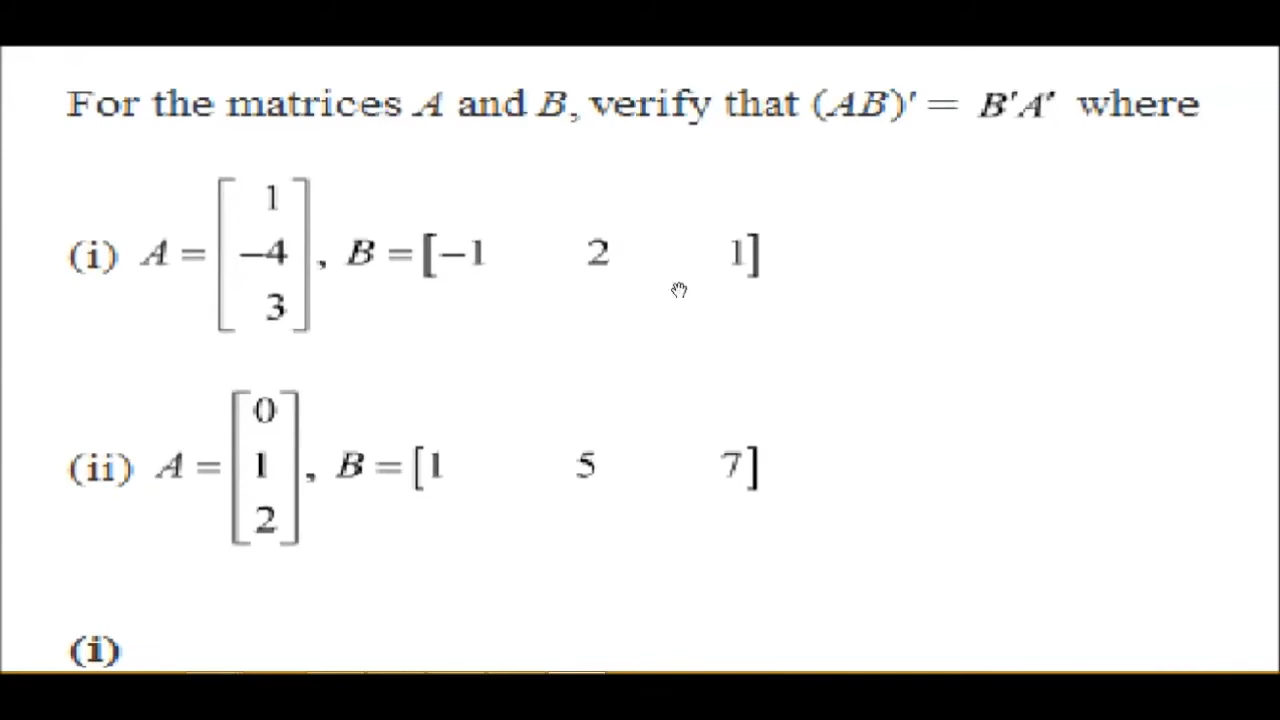 For the matrices A and B, verify that (AB)′ = B′A′ where
(i) A = [1 −4 3], B = [−1 2 1]
(ii) A = [0 1 2], B = [1 5 7]
(i)